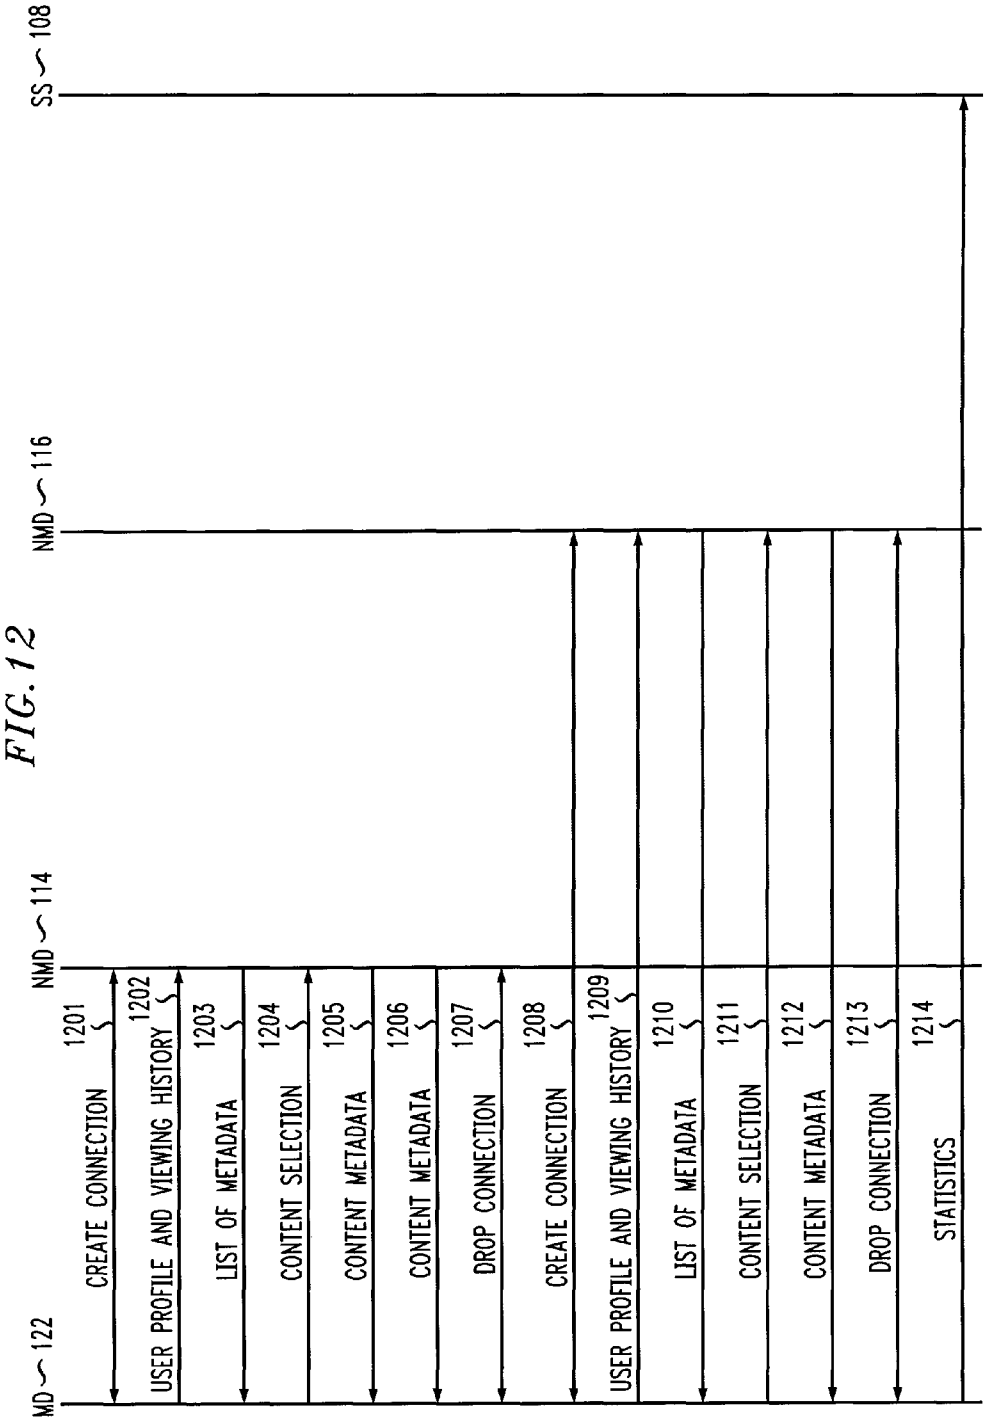 FIG. 12
MD 122
NMD 114
NMD 116
SS 108
CREATE CONNECTION 1201
USER PROFILE AND VIEWING HISTORY 1202
LIST OF METADATA 1203
CONTENT SELECTION 1204
CONTENT METADATA 1205
CONTENT METADATA 1206
DROP CONNECTION 1207
CREATE CONNECTION 1208
USER PROFILE AND VIEWING HISTORY 1209
LIST OF METADATA 1210
CONTENT SELECTION 1211
CONTENT METADATA 1212
DROP CONNECTION 1213
STATISTICS 1214